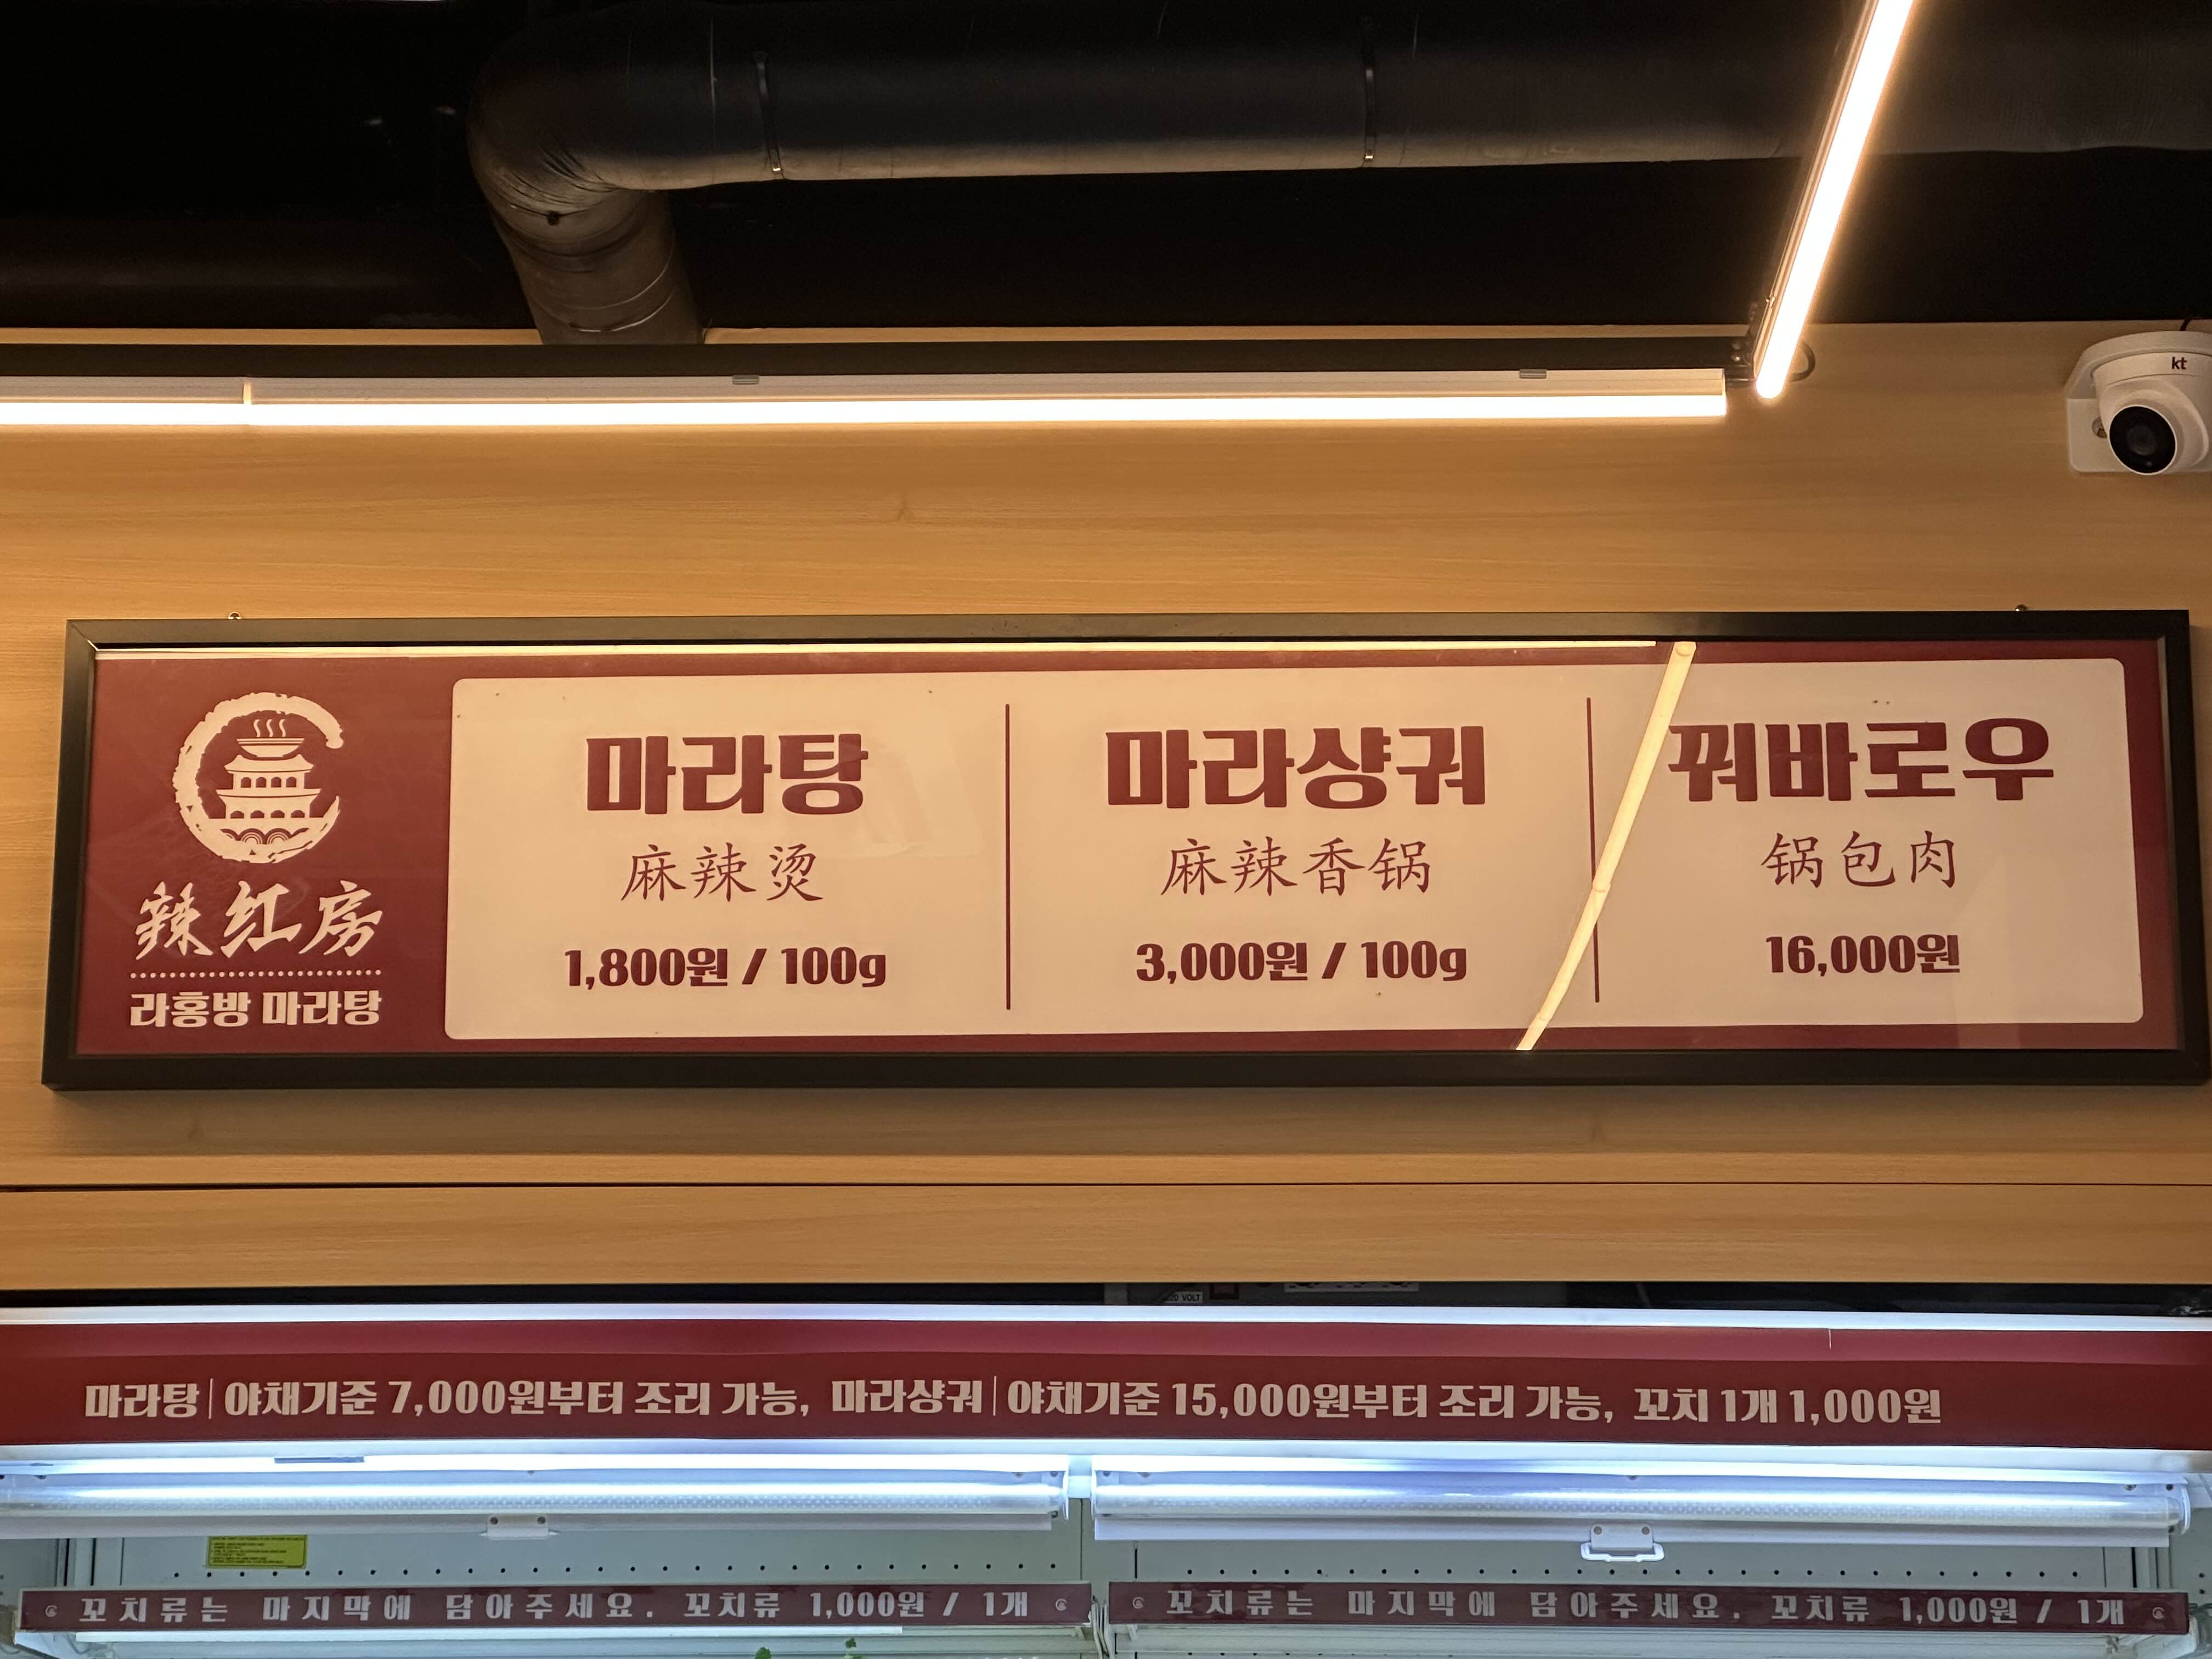 kt
辣红房
라홍방 마라탕
마라탕
麻辣烫
1,800원 / 100g
마라샹궈
麻辣香锅
3,000원 / 100g
꿔바로우
锅包肉
16,000원
VOLT
마라탕|야채기준 7,000원부터 조리 가능, 마라샹궈|야채기준 15,000원부터 조리 가능, 꼬치 1개 1,000원
꼬치류는 마지막에 담아주세요. 꼬치류 1,000원 / 1개
꼬치류는 마지막에 담아주세요. 꼬치류 1,000원 / 1개